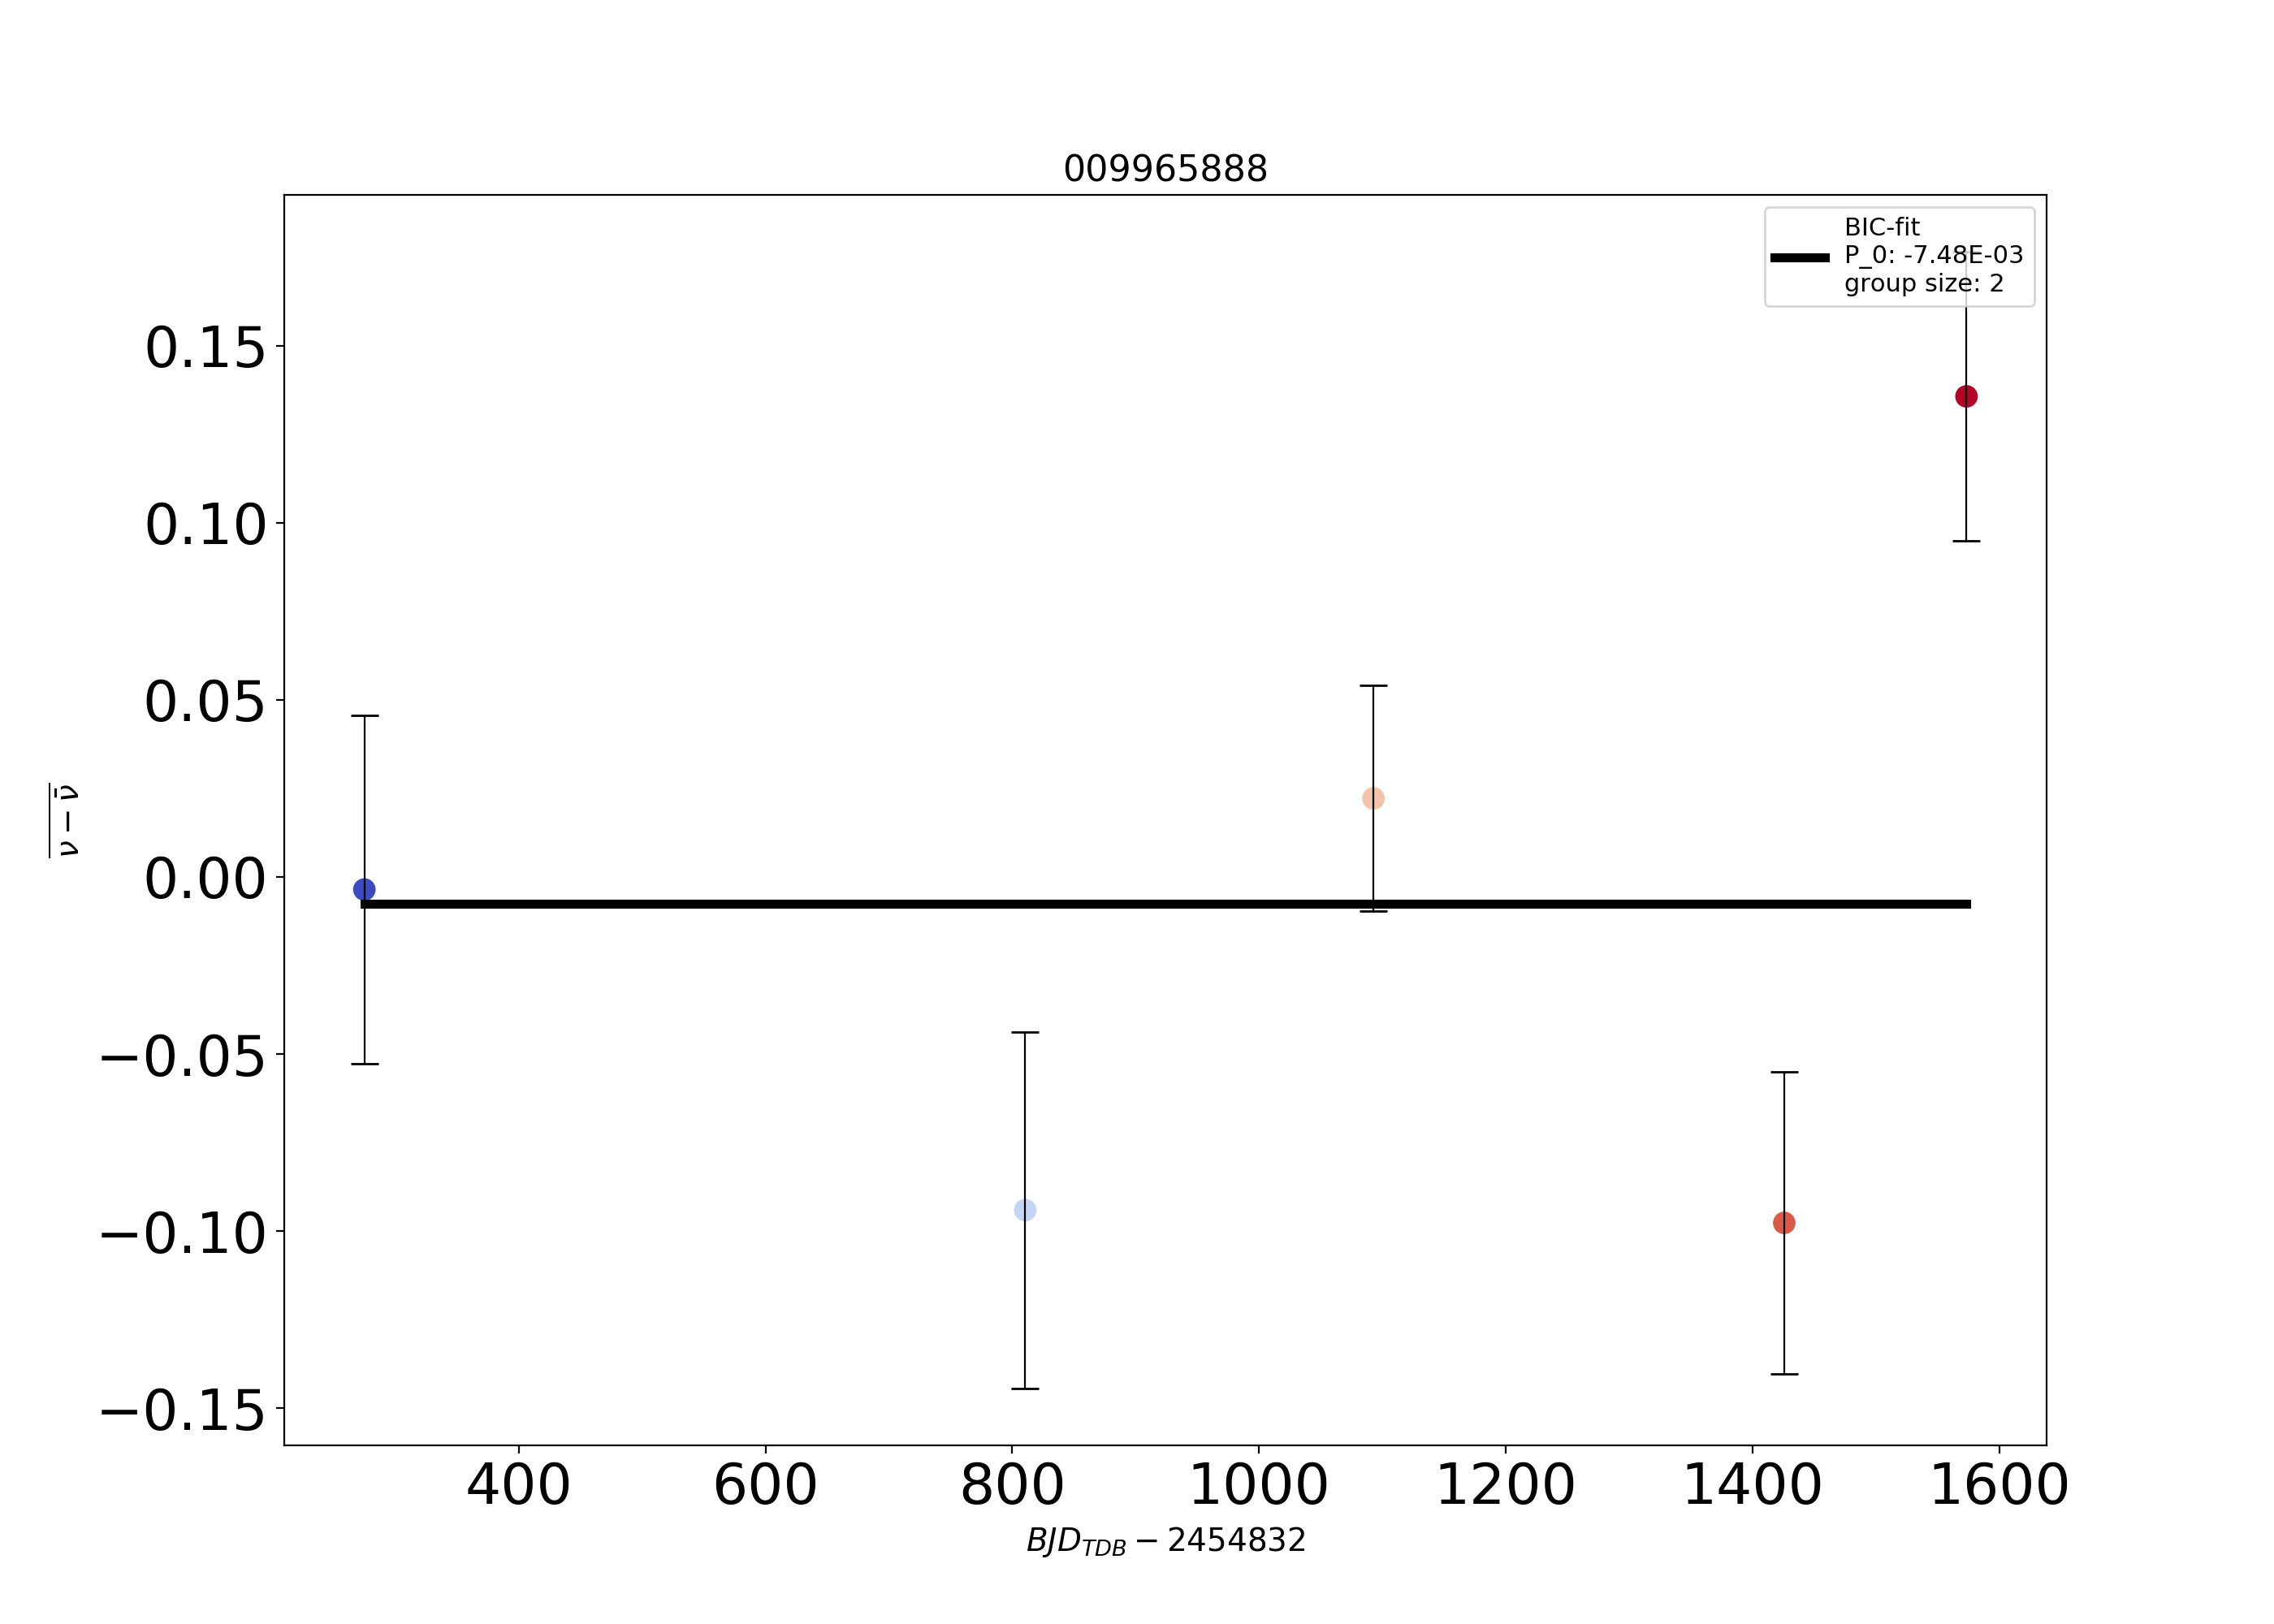 009965888
BIC-fit
P_0: -7.48E-03
group size: 2
0.15
0.10
0.05
0.00
−0.05
−0.10
−0.15
ν − ν̄
400 600 800 1000 1200 1400 1600
BJD_TDB − 2454832